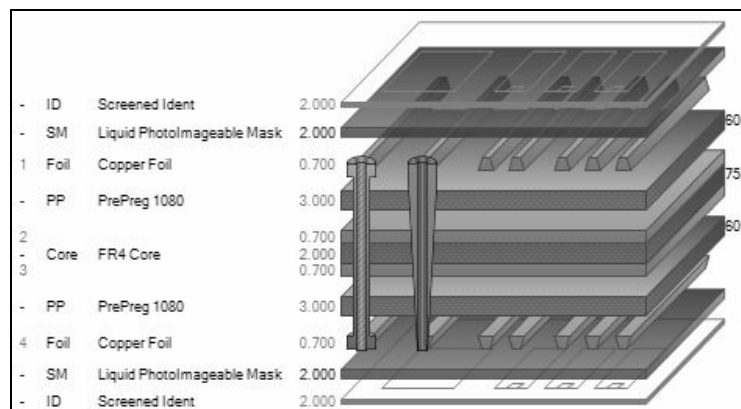 - ID Screened Ident 2.000
- SM Liquid PhotoImageable Mask 2.000
60
1 Foil Copper Foil 0.700
75
- PP PrePreg 1080 3.000
60
2 0.700
- Core FR4 Core 2.000
3 0.700
- PP PrePreg 1080 3.000
4 Foil Copper Foil 0.700
- SM Liquid PhotoImageable Mask 2.000
- ID Screened Ident 2.000